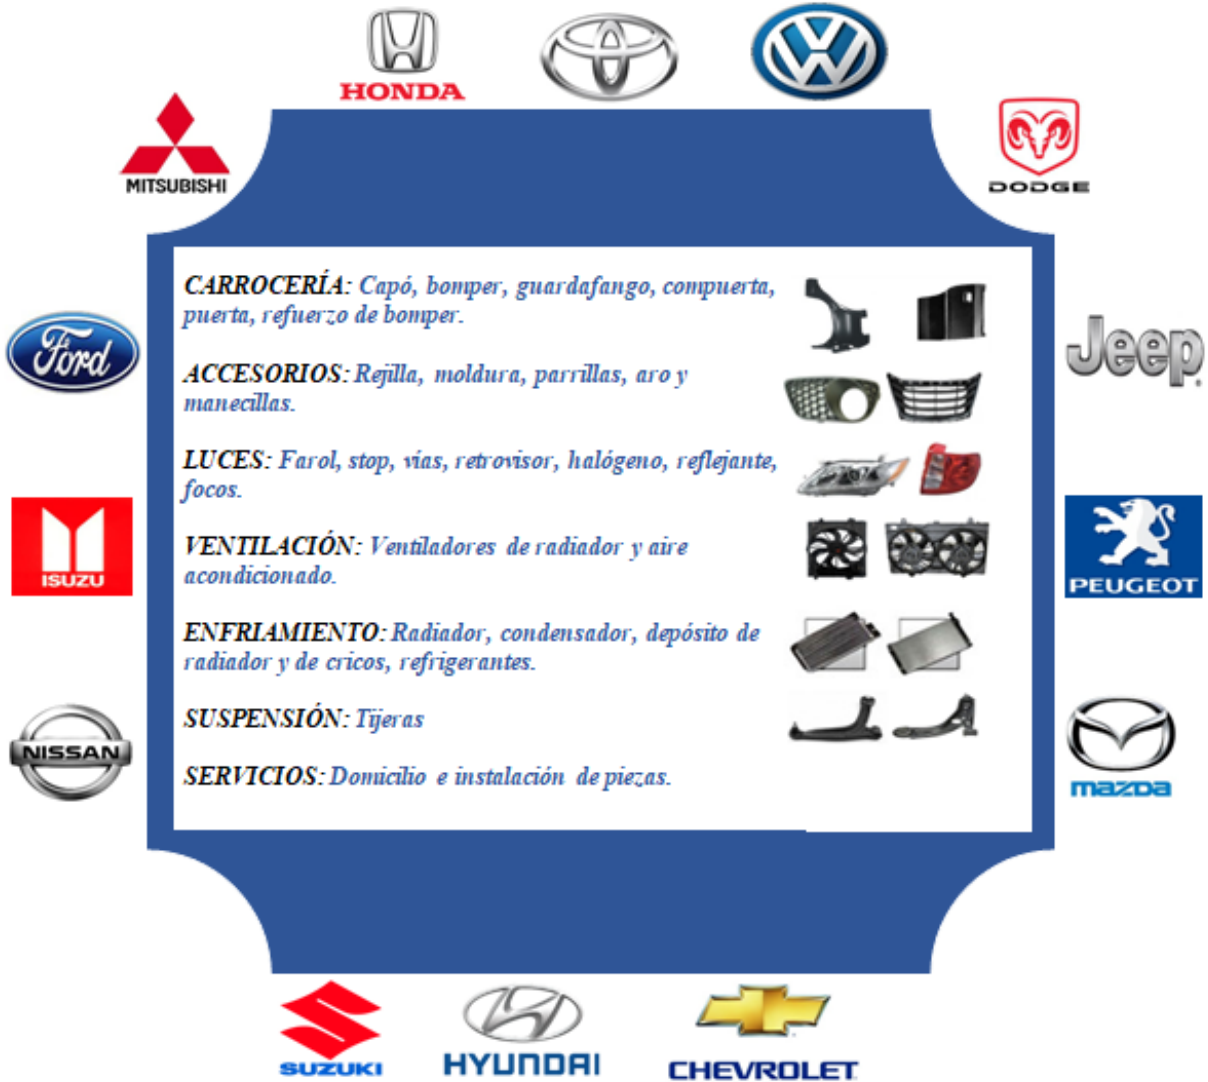 HONDA
MITSUBISHI
DODGE
CARROCERÍA: Capó, bomper, guardafango, compuerta,
puerta, refuerzo de bomper.
Ford
Jeep
ACCESORIOS: Rejilla, moldura, parrillas, aro y
manecillas.
LUCES: Farol, stop, vías, retrovisor, halógeno, reflejante,
focos.
ISUZU
PEUGEOT
VENTILACIÓN: Ventiladores de radiador y aire
acondicionado.
ENFRIAMIENTO: Radiador, condensador, depósito de
radiador y de cricos, refrigerantes.
SUSPENSIÓN: Tijeras
NISSAN
mazda
SERVICIOS: Domicilio e instalación de piezas.
SUZUKI
HYUNDAI
CHEVROLET